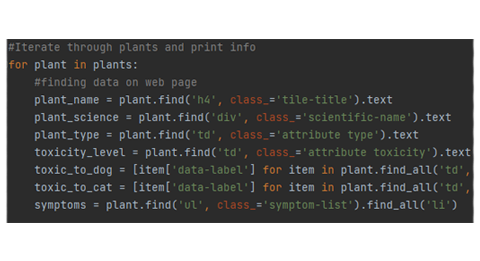 #Iterate through plants and print info
for plant in plants:
#finding data on web page
plant_name = plant.find('h4', class_='tile-title').text
plant_science = plant.find('div', class_='scientific-name').text
plant_type = plant.find('td', class_='attribute type').text
toxicity_level = plant.find('td', class_='attribute toxicity').text
toxic_to_dog = [item['data-label'] for item in plant.find_all('td',
toxic_to_cat = [item['data-label'] for item in plant.find_all('td',
symptoms = plant.find('ul', class_='symptom-list').find_all('li')